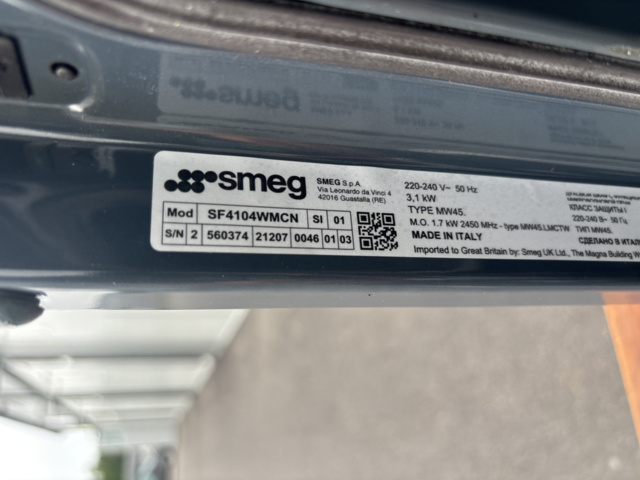 smeg
SMEG S.p.A.
Via Leonardo da Vinci 4
42016 Guastalla (RE)
Mod SF4104WMCN SI 01
S/N 2 560374 21207 0046 01 03
220-240 V~ 50 Hz
3,1 kW
TYPE MW45.
M.O. 1.7 kW 2450 MHz - type MW45.LMCTW
MADE IN ITALY
Imported to Great Britain by: Smeg UK Ltd., The Magna Building
КЛАСС ЗАЩИТЫ I
220-240 В~
ТИП MW45.
СДЕЛАНО В ИТАЛ